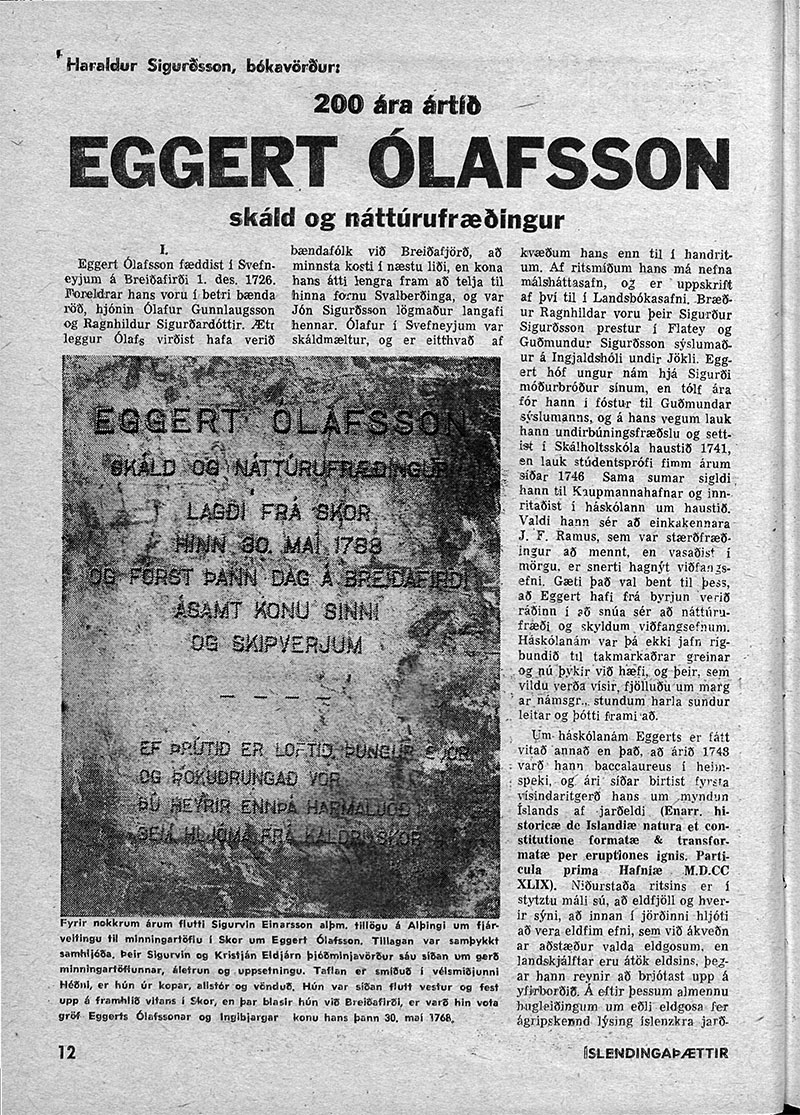 Haraldur Sigurðsson, bókavörður:
200 ára ártíð
EGGERT ÓLAFSSON
skáld og náttúrufræðingur
I.
Eggert Ólafsson fæddist í Svefn-
eyjum á Breiðafirði 1. des. 1726.
Foreldrar hans voru í betri bænda
röð, hjónin Ólafur Gunnlaugsson
og Ragnhildur Sigurðardóttir. Ætt
leggur Ólafs virðist hafa verið
bændafólk við Breiðafjörð, að
minnsta kosti í næstu liði, en kona
hans átti lengra fram að telja til
hinna fornu Svalberðinga, og var
Jón Sigurðsson lögmaður langafi
hennar. Ólafur í Svefneyjum var
skáldmæltur, og er eitthvað af
kvæðum hans enn til í handrit-
um. Af ritsmíðum hans má nefna
málsháttasafn, og er uppskrift
af því til í Landsbókasafni. Bræð-
ur Ragnhildar voru þeir Sigurður
Sigurðsson prestur í Flatey og
Guðmundur Sigurðsson sýslumað-
ur á Ingjaldshóli undir Jökli. Egg-
ert hóf ungur nám hjá Sigurði
móðurbróður sínum, en tólf ára
fór hann í fóstur til Guðmundar
sýslumanns, og á hans vegum lauk
hann undirbúningsfræðslu og sett-
ist í Skálholtsskóla haustið 1741,
en lauk stúdentsprófi fimm árum
síðar 1746 Sama sumar sigldi
hann til Kaupmannahafnar og inn-
ritaðist í háskólann um haustið.
Valdi hann sér að einkakennara
J. F. Ramus, sem var stærðfræð-
ingur að mennt, en vasaðist í
mörgu, er snerti hagnýt viðfangs-
efni. Gæti það val bent til þess,
að Eggert hafi frá byrjun verið
ráðinn í að snúa sér að náttúru-
fræði og skyldum viðfangsefnum.
Háskólanám var þá ekki jafn ríg-
bundið til takmarkaðrar greinar
og nú þykir við hæfi, og þeir, sem
vildu verða vísir, fjölluðu um marg
ar námsgr., stundum harla sundur
leitar og þótti frami að.
Um háskólanám Eggerts er fátt
vitað annað en það, að árið 1748
varð hann baccalaureus í heim-
speki, og ári síðar birtist fyrsta
vísindaritgerð hans um myndun
Íslands af jarðeldi (Enarr. hi-
storicæ de Islandiæ natura et con-
stitutione formatæ & transfor-
matæ per eruptiones ignis. Parti-
cula prima Hafniæ M.D.CC
XLIX). Niðurstaða ritsins er í
stytztu máli sú, að eldfjöll og hver-
ir sýni, að innan í jörðinni hljóti
að vera eldfim efni, sem við ákveðn
ar aðstæður valda eldgosum, en
landskjálftar eru átök eldsins, þeg-
ar hann reynir að brjótast upp á
yfirborðið. Á eftir þessum almennu
hugleiðingum um eðli eldgosa fer
ágripskennd lýsing íslenzkra jarð-
EGGERT ÓLAFSSON
SKÁLD OG NÁTTÚRUFRÆÐINGUR
LAGÐI FRÁ SKOR
HINN 30. MAÍ 1768
OG FÓRST ÞANN DAG Á BREIÐAFIRÐI
ÁSAMT KONU SINNI
OG SKIPVERJUM
EF ÞRÚTIÐ ER LOFTIÐ, ÞUNGUR SJÓR
OG ÞOKUDRUNGAÐ VOR
ÞÚ HEYRIR ENNÞÁ HARMALJÓÐ
SEM HLJÓMA FRÁ KALDRI SKOR
Fyrir nokkrum árum flutti Sigurvin Einarsson alþm. tillögu á Alþingi um fjár-
veitingu til minningartöflu í Skor um Eggert Ólafsson. Tillagan var samþykkt
samhljóða. Þeir Sigurvin og Kristján Eldjárn þjóðminjavörður sáu síðan um gerð
minningartöflunnar, áletrun og uppsetningu. Taflan er smíðuð í vélsmiðjunni
Héðni, er hún úr kopar, allstór og vönduð. Hún var síðan flutt vestur og fest
upp á framhlið vitans í Skor, en þar blasir hún við Breiðafirði, er varð hin vota
gröf Eggerts Ólafssonar og Ingibjargar konu hans þann 30. maí 1768.
12
ÍSLENDINGAÞÆTTIR